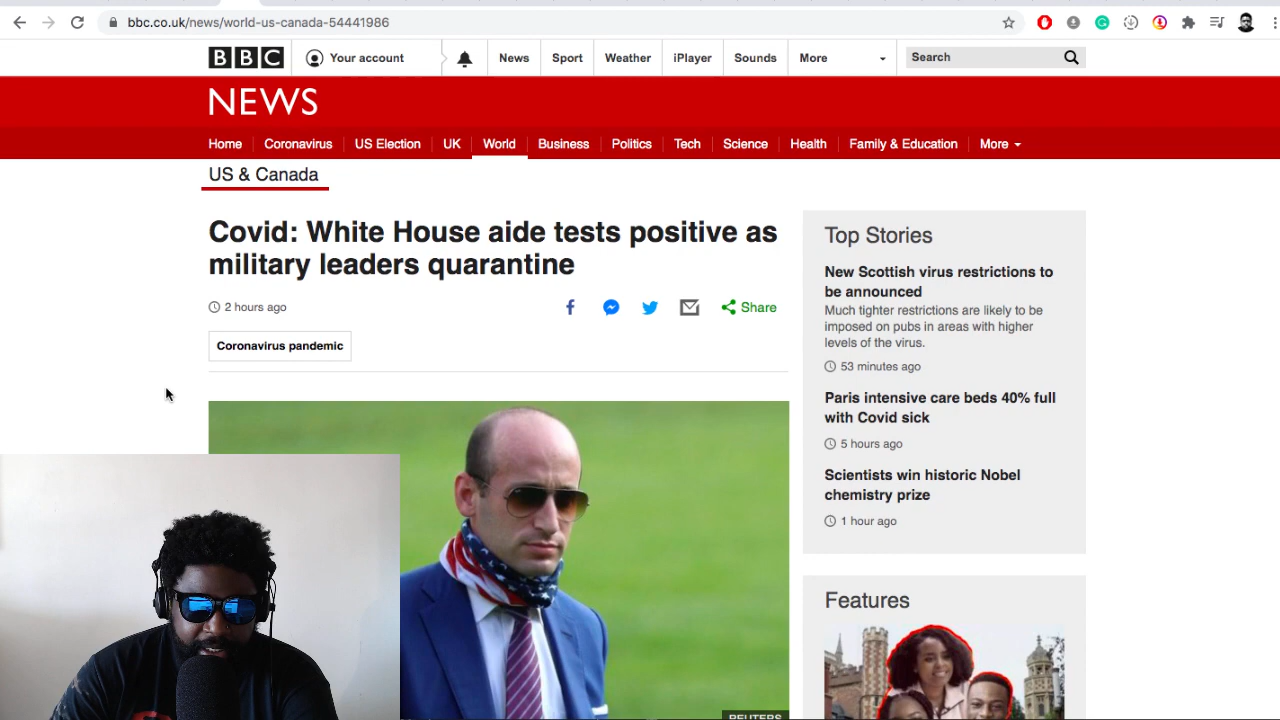 bbc.co.uk/news/world-us-canada-54441986
BBC Your account News Sport Weather iPlayer Sounds More Search
NEWS
Home Coronavirus US Election UK World Business Politics Tech Science Health Family & Education More
US & Canada
Covid: White House aide tests positive as
military leaders quarantine
2 hours ago
Share
Coronavirus pandemic
REUTERS
Top Stories
New Scottish virus restrictions to
be announced
Much tighter restrictions are likely to be
imposed on pubs in areas with higher
levels of the virus.
53 minutes ago
Paris intensive care beds 40% full
with Covid sick
5 hours ago
Scientists win historic Nobel
chemistry prize
1 hour ago
Features